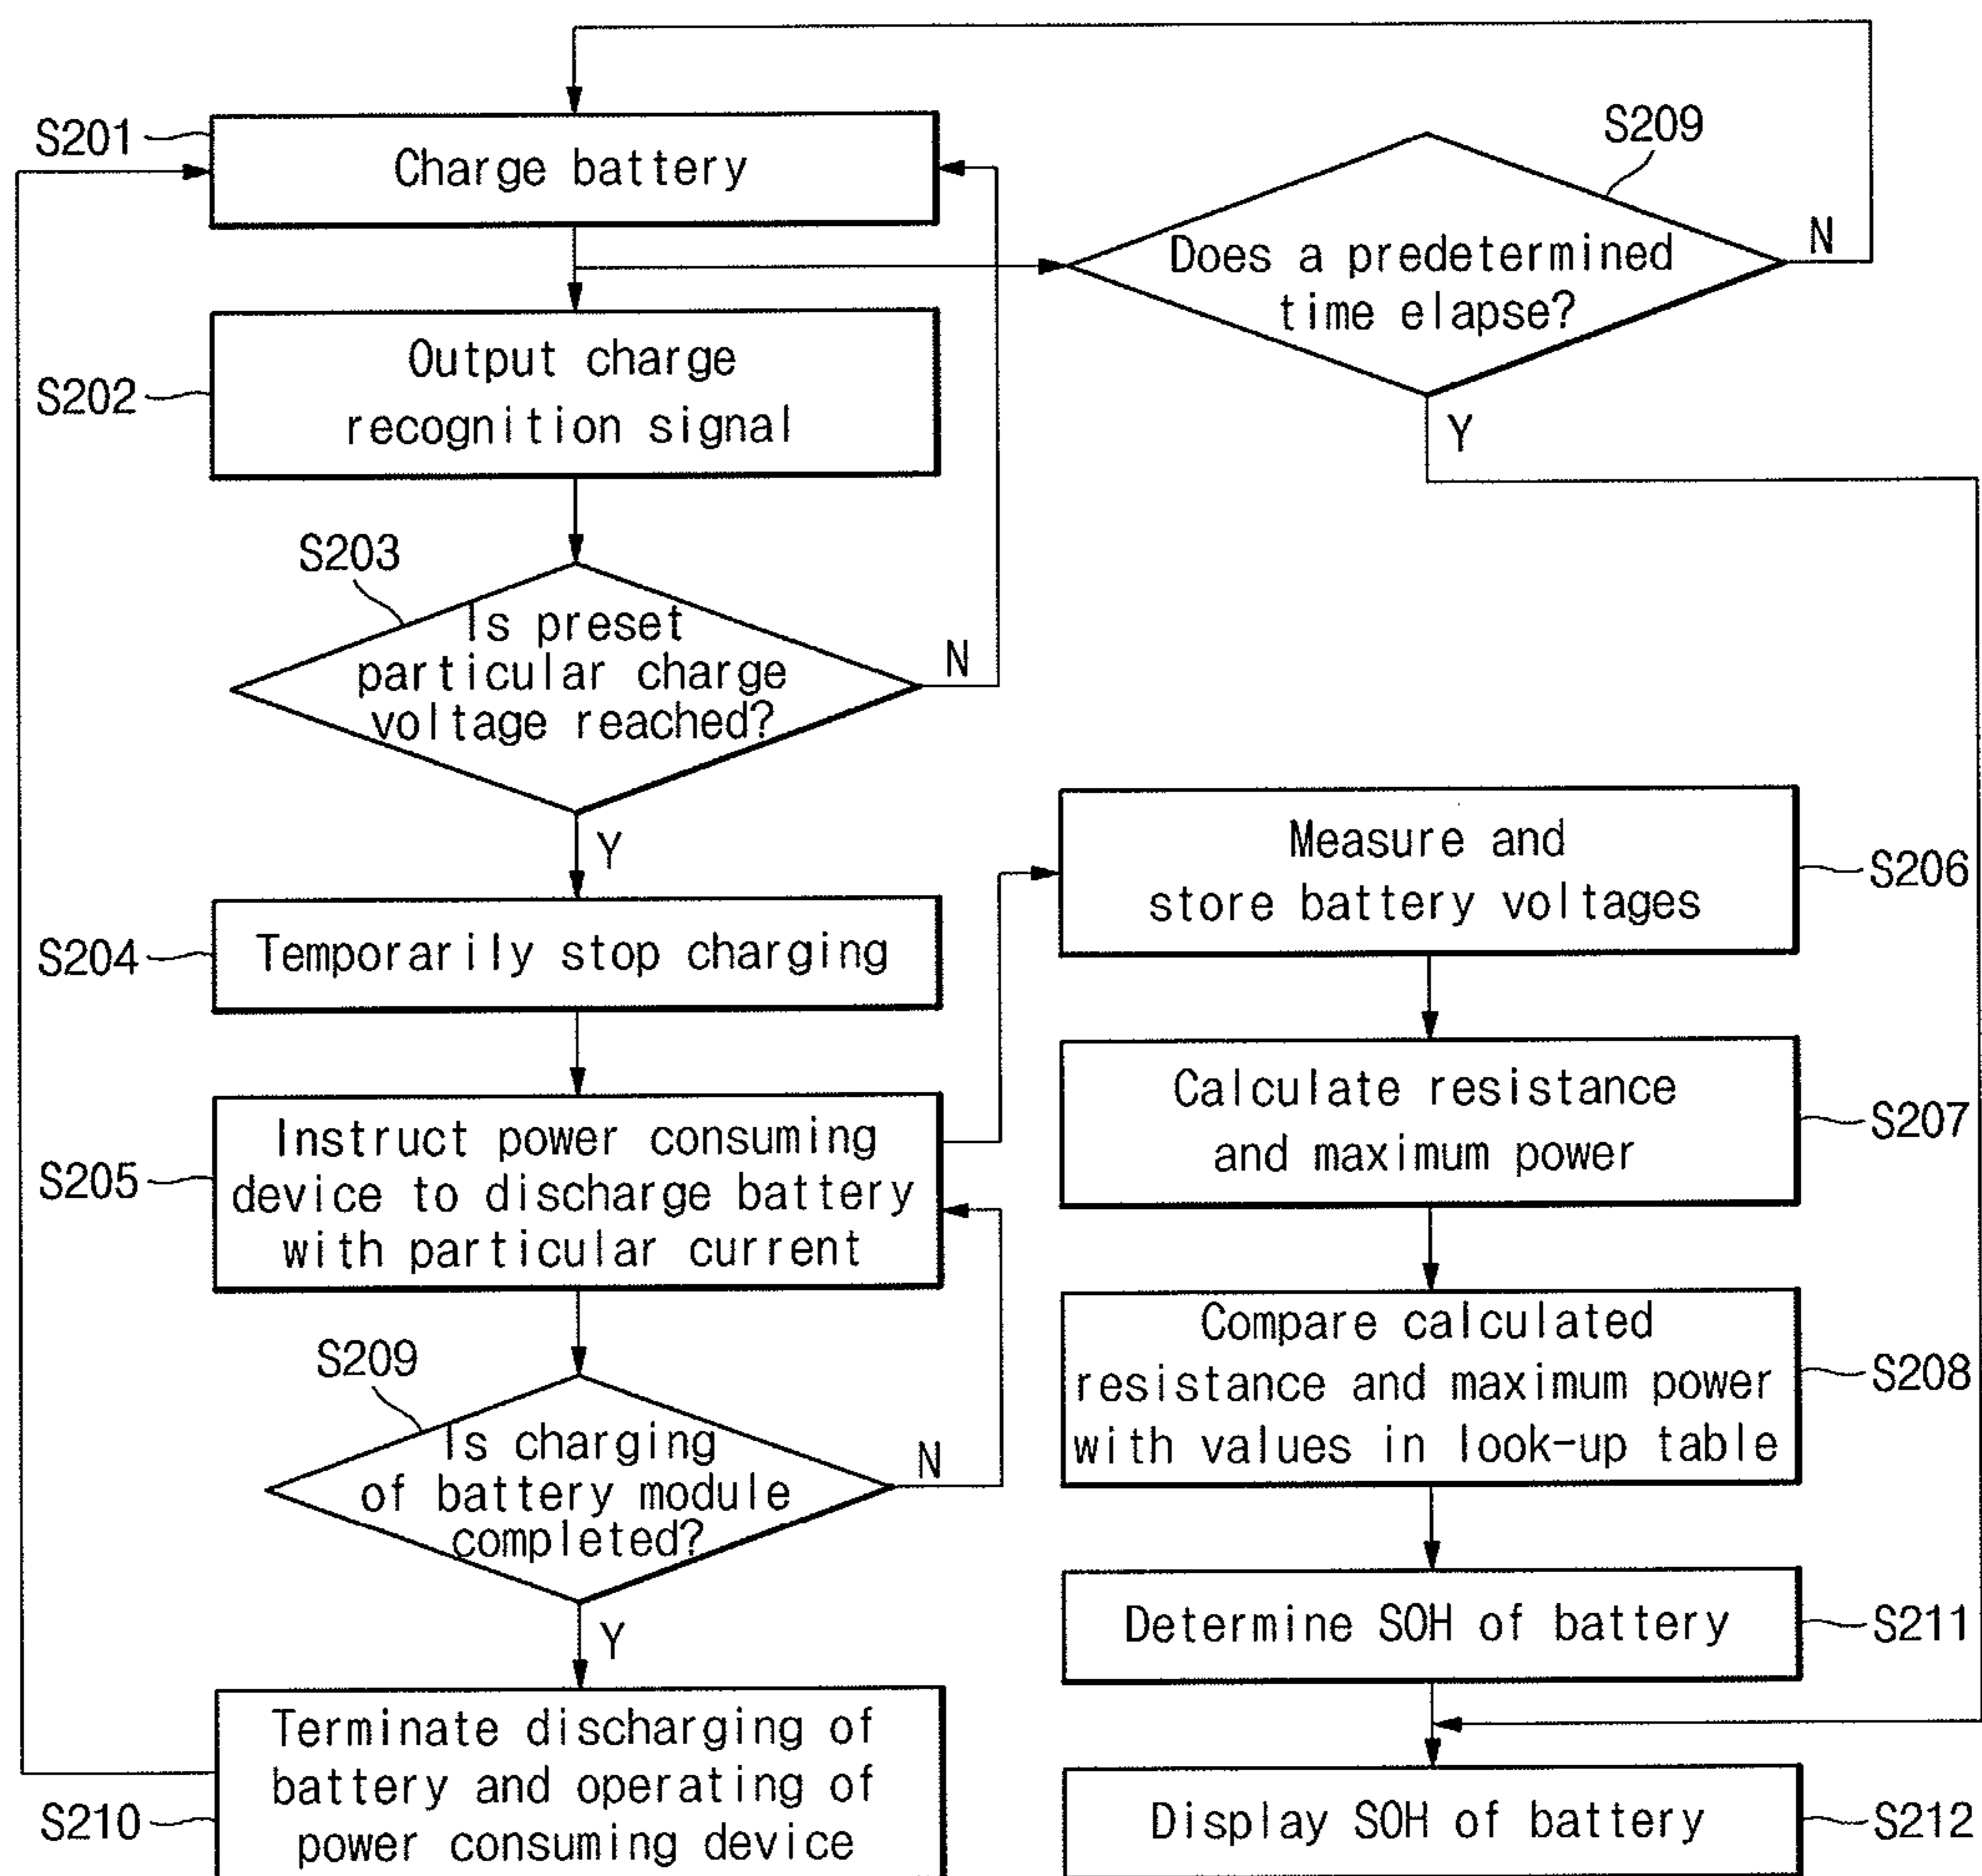 S201
Charge battery
S202
Output charge
recognition signal
S203
Is preset
particular charge
voltage reached?
N
Y
S204
Temporarily stop charging
S205
Instruct power consuming
device to discharge battery
with particular current
S209
Is charging
of battery module
completed?
N
Y
S210
Terminate discharging of
battery and operating of
power consuming device
S209
Does a predetermined
time elapse?
N
Y
Measure and
store battery voltages
S206
Calculate resistance
and maximum power
S207
Compare calculated
resistance and maximum power
with values in look-up table
S208
Determine SOH of battery
S211
Display SOH of battery
S212